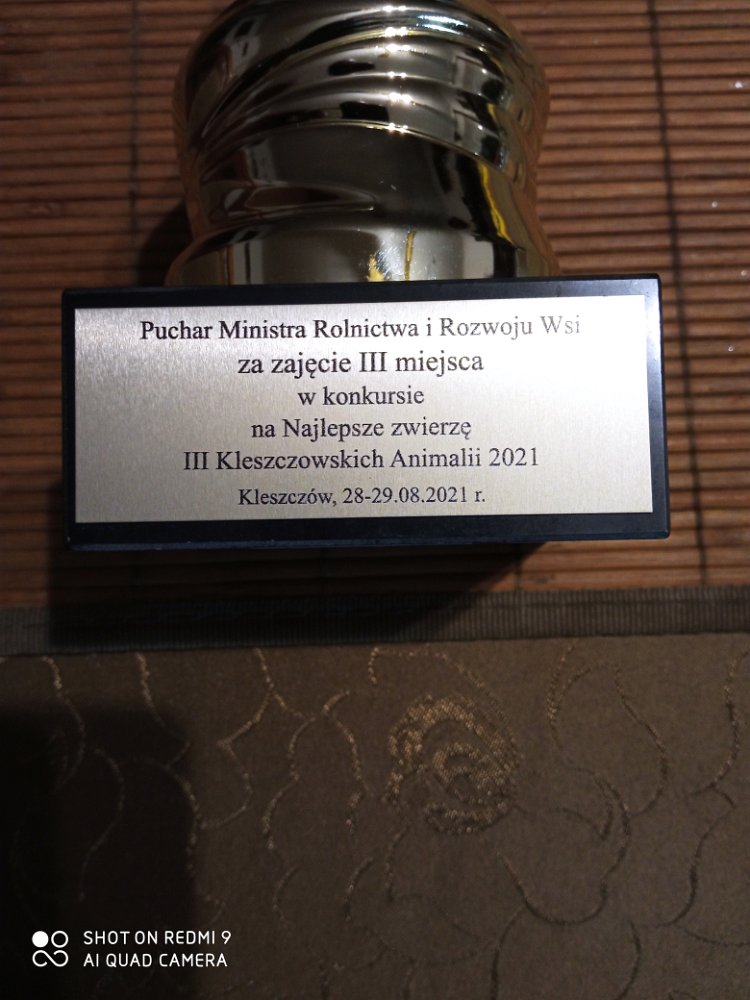 Puchar Ministra Rolnictwa i Rozwoju Wsi
za zajęcie III miejsca
w konkursie
na Najlepsze zwierzę
III Kleszczowskich Animalii 2021
Kleszczów, 28-29.08.2021 r.
SHOT ON REDMI 9
AI QUAD CAMERA